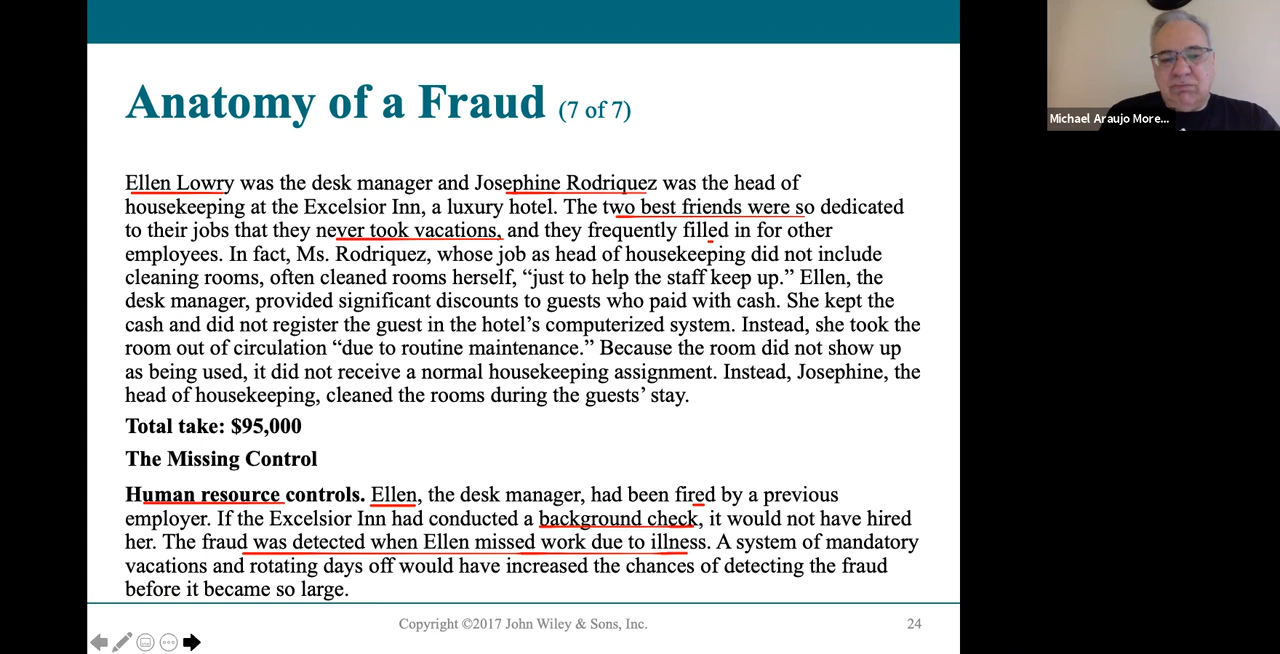 Anatomy of a Fraud (7 of 7)
Ellen Lowry was the desk manager and Josephine Rodriquez was the head of
housekeeping at the Excelsior Inn, a luxury hotel. The two best friends were so dedicated
to their jobs that they never took vacations, and they frequently filled in for other
employees. In fact, Ms. Rodriquez, whose job as head of housekeeping did not include
cleaning rooms, often cleaned rooms herself, “just to help the staff keep up.” Ellen, the
desk manager, provided significant discounts to guests who paid with cash. She kept the
cash and did not register the guest in the hotel’s computerized system. Instead, she took the
room out of circulation “due to routine maintenance.” Because the room did not show up
as being used, it did not receive a normal housekeeping assignment. Instead, Josephine, the
head of housekeeping, cleaned the rooms during the guests’ stay.
Total take: $95,000
The Missing Control
Human resource controls. Ellen, the desk manager, had been fired by a previous
employer. If the Excelsior Inn had conducted a background check, it would not have hired
her. The fraud was detected when Ellen missed work due to illness. A system of mandatory
vacations and rotating days off would have increased the chances of detecting the fraud
before it became so large.
Copyright ©2017 John Wiley & Sons, Inc.
24
Michael Araujo More...